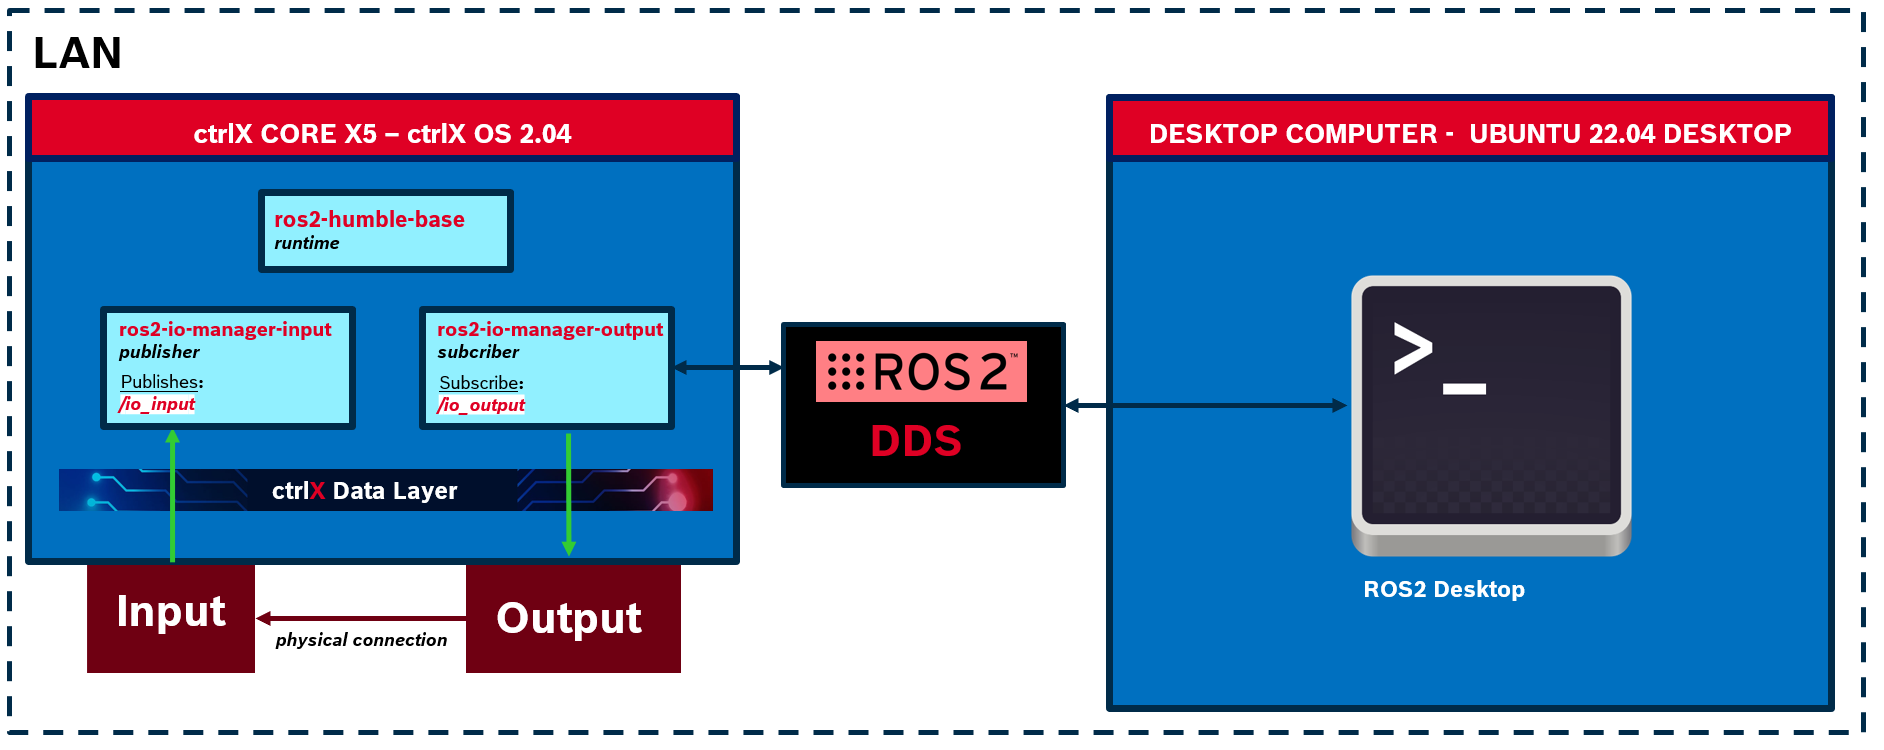 LAN
ctrlX CORE X5 – ctrlX OS 2.04
ros2-humble-base
runtime
ros2-io-manager-input
publisher
Publishes:
/io_input
ros2-io-manager-output
subcriber
Subscribe:
/io_output
ctrlX Data Layer
Input
physical connection
Output
ROS 2™
DDS
DESKTOP COMPUTER - UBUNTU 22.04 DESKTOP
>_
ROS2 Desktop